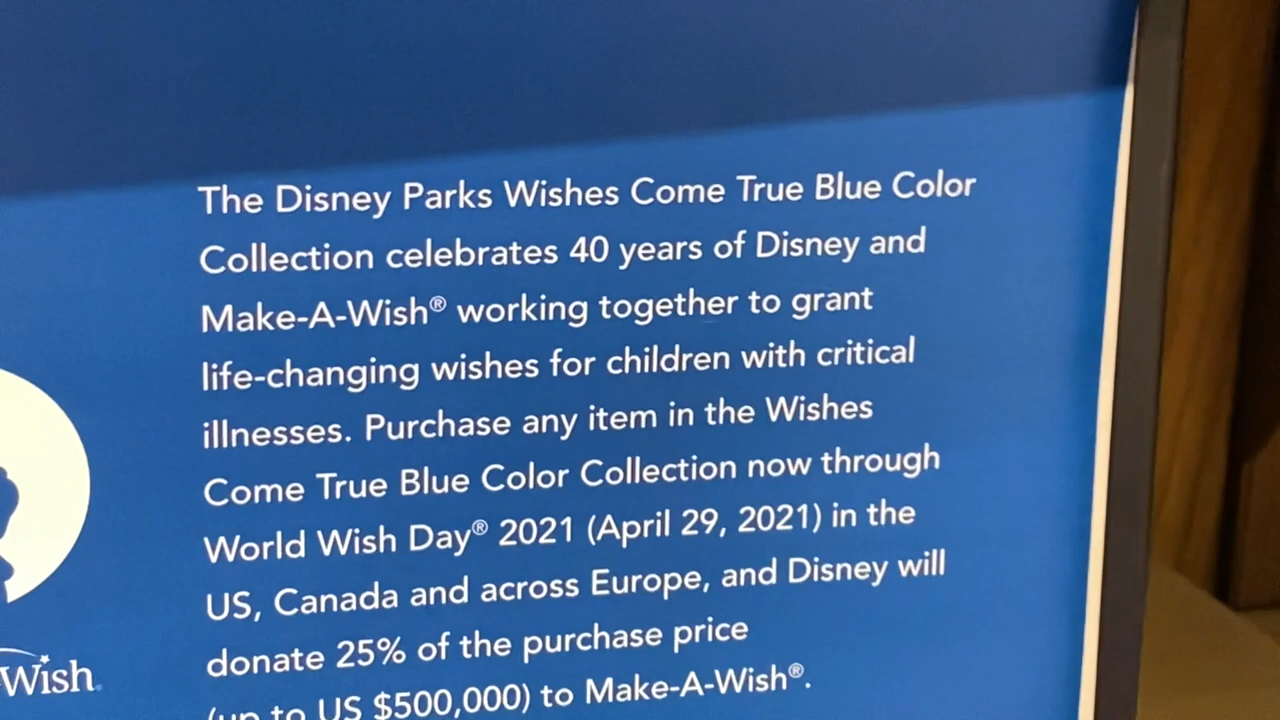 The Disney Parks Wishes Come True Blue Color
Collection celebrates 40 years of Disney and
Make-A-Wish® working together to grant
life-changing wishes for children with critical
illnesses. Purchase any item in the Wishes
Come True Blue Color Collection now through
World Wish Day® 2021 (April 29, 2021) in the
US, Canada and across Europe, and Disney will
donate 25% of the purchase price
(up to US $500,000) to Make-A-Wish®.
Wish